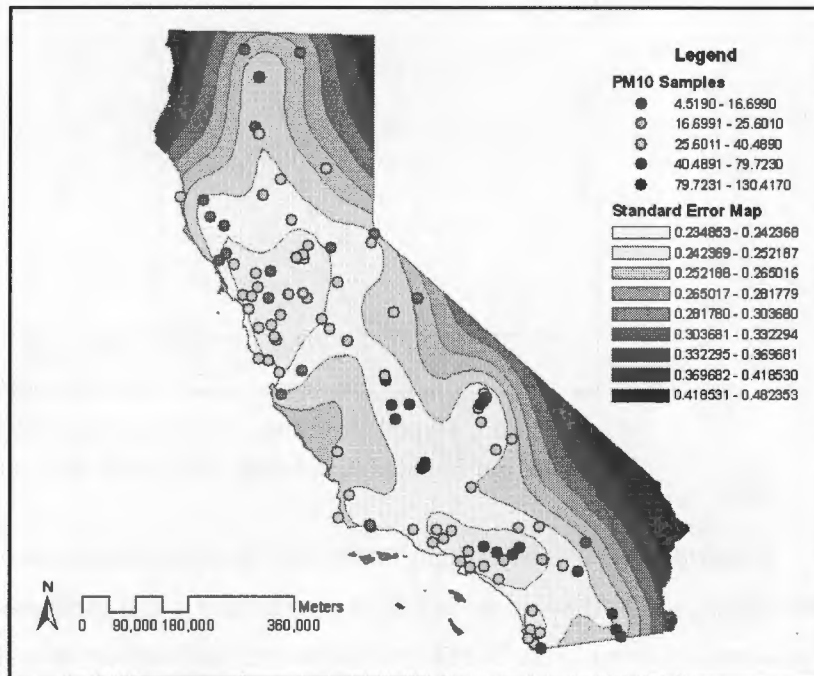 Legend
PM10 Samples
4.5190 - 16.6990
16.6991 - 25.6010
25.6011 - 40.4890
40.4891 - 79.7230
79.7231 - 130.4170
Standard Error Map
0.234853 - 0.242368
0.242369 - 0.252187
0.252188 - 0.265016
0.265017 - 0.281779
0.281780 - 0.303680
0.303681 - 0.332294
0.332295 - 0.369681
0.369682 - 0.418530
0.418531 - 0.482353
N
Meters
0 90,000 180,000 360,000